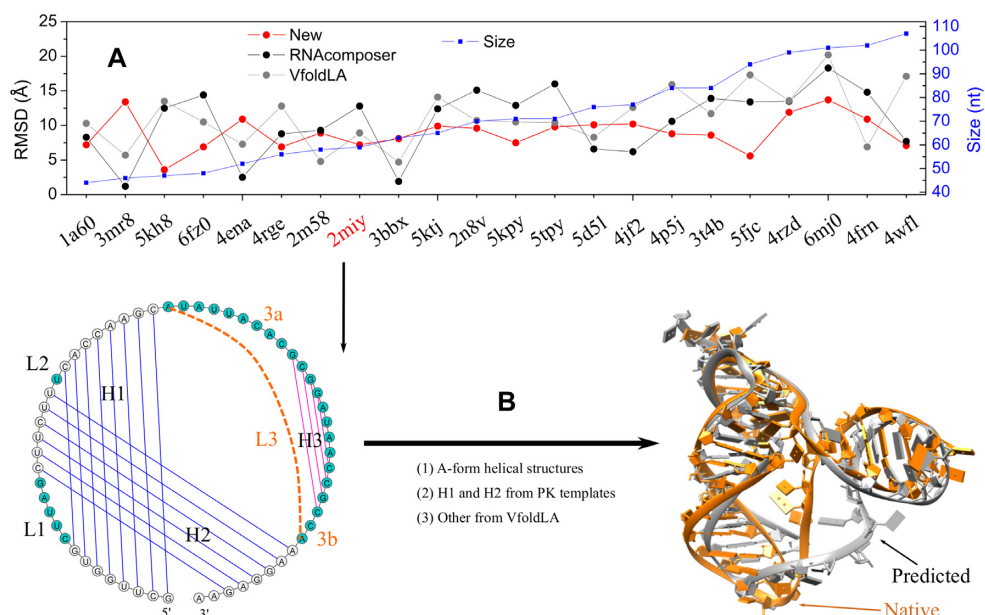 A
New
RNAcomposer
VfoldLA
Size
RMSD (Å)
25
20
15
10
5
0
Size (nt)
110
100
90
80
70
60
50
40
1a60
3mr8
5kh8
6fz0
4ena
4rge
2m58
2miy
3bbx
5ktj
2n8v
5kpy
5tpy
5d5l
4jf2
4p5j
3t4b
5fjc
4rzd
6mj0
4frn
4wfl
3a
L2
H1
L3
H3
H2
L1
3b
5'
3'
B
(1) A-form helical structures
(2) H1 and H2 from PK templates
(3) Other from VfoldLA
Predicted
Native